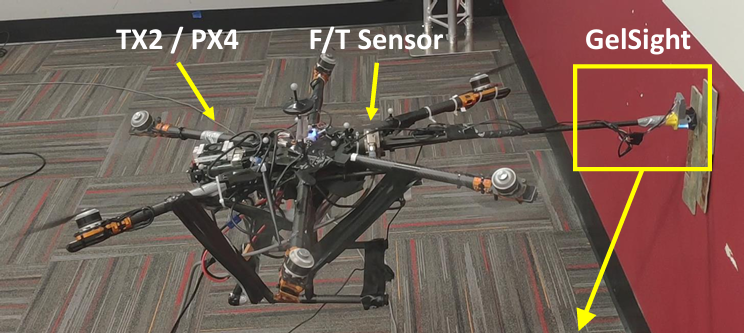 TX2 / PX4
F/T Sensor
GelSight